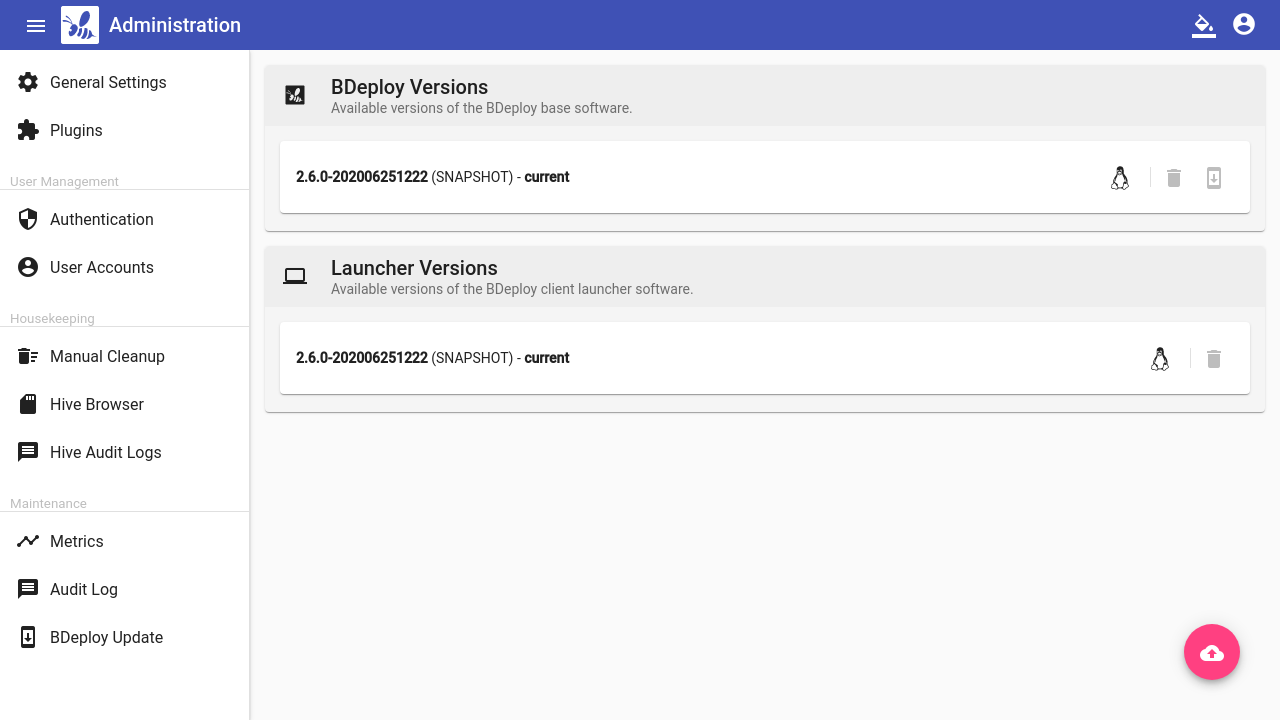 Administration
General Settings
Plugins
User Management
Authentication
User Accounts
Housekeeping
Manual Cleanup
Hive Browser
Hive Audit Logs
Maintenance
Metrics
Audit Log
BDeploy Update
BDeploy Versions
Available versions of the BDeploy base software.
2.6.0-202006251222 (SNAPSHOT) - current
Launcher Versions
Available versions of the BDeploy client launcher software.
2.6.0-202006251222 (SNAPSHOT) - current